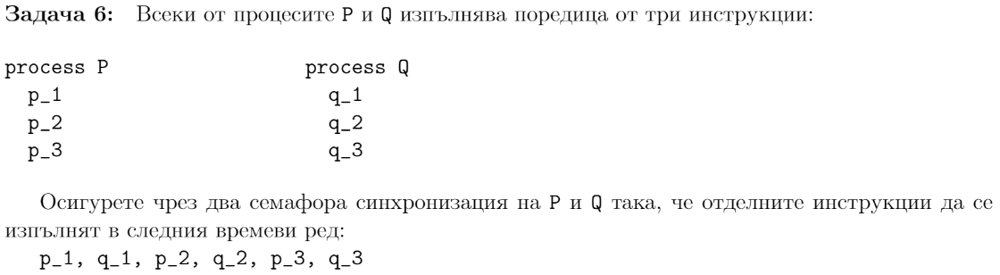 Задача 6: Всеки от процесите P и Q изпълнява поредица от три инструкции:
process P process Q
p_1 q_1
p_2 q_2
p_3 q_3
Осигурете чрез два семафора синхронизация на P и Q така, че отделните инструкции да се
изпълнят в следния времеви ред:
p_1, q_1, p_2, q_2, p_3, q_3